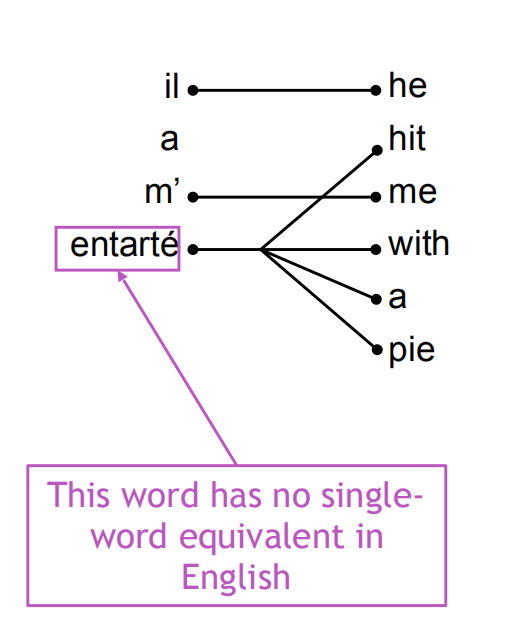 il he
a hit
m’ me
entarté with
a
pie
This word has no single-
word equivalent in
English